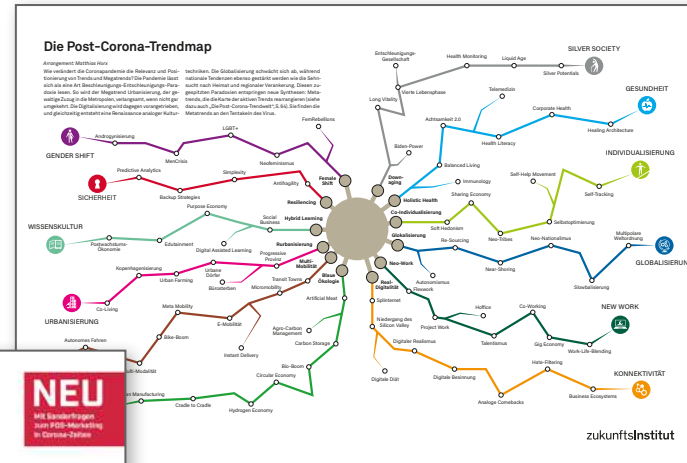 Die Post-Corona-Trendmap
Arrangement: Matthias Horx
Wie verändert die Coronapandemie die Relevanz und Posi-
tionierung von Trends und Megatrends? Die Pandemie lässt
sich als eine Art Beschleunigungs-Entschleunigungs-Para-
doxie lesen. So wird der Megatrend Urbanisierung, der ge-
waltige Zuzug in die Metropolen, verlangsamt, wenn nicht gar
umgekehrt. Die Digitalisierung wird dagegen vorangetrieben,
und gleichzeitig entsteht eine Renaissance analoger Kultur-
techniken. Die Globalisierung schwächt sich ab, während
nationale Tendenzen ebenso gestärkt werden wie die Sehn-
sucht nach Heimat und regionaler Verankerung. Diesen zu-
gespitzten Paradoxien entspringen neue Synthesen: Meta-
trends, die die Karte der aktiven Trends rearrangieren (siehe
dazu auch „Die Post-Corona-Trendwelt", S. 64). Sie finden die
Metatrends an den Tentakeln des Virus.
GENDER SHIFT
Androgynisierung
MenCrisis
LGBT+
Neofeminismus
FemRebellions
Female
Shift
SICHERHEIT
Predictive Analytics
Backup Strategies
Simplexity
Antifragility
Resiliencing
WISSENSKULTUR
Postwachstums-
Ökonomie
Edutainment
Purpose Economy
Digital Assisted Learning
Social
Business
Hybrid Learning
URBANISIERUNG
Co-Living
Kopenhagenisierung
Urban Farming
Urbane
Dörfer
Bürostertben
Progressive
Provinz
Rurbanisierung
Autonomes Fahren
Multi-Modalität
Bike-Boom
Meta Mobility
E-Mobilität
Instant Delivery
Micromobility
Transit Towns
Multi-
Mobilität
Manufacturing
Cradle to Cradle
Hydrogen Economy
Circular Economy
Bio-Boom
Carbon Storage
Agro-Carbon
Management
Artificial Meat
Blaue
Ökologie
SILVER SOCIETY
Silver Potentials
Liquid Age
Health Monitoring
Entschleunigungs-
Gesellschaft
Vierte Lebensphase
Long Vitality
Biden-Power
Down-
aging
GESUNDHEIT
Healing Architecture
Corporate Health
Health Literacy
Telemedizin
Achtsamkeit 2.0
Balanced Living
Immunology
Holistic Health
INDIVIDUALISIERUNG
Self-Tracking
Self-Help Movement
Selbstoptimierung
Neo-Tribes
Sharing Economy
Soft Hedonism
Co-Individualisierung
GLOBALISIERUNG
Multipolare
Weltordnung
Slowbalisierung
Neo-Nationalismus
Near-Shoring
Re-Sourcing
Autonomismus
Globalisierung
NEW WORK
Work-Life-Blending
Gig Economy
Co-Working
Talentismus
Hoffice
Project Work
Flexwork
Neo-Work
KONNEKTIVITÄT
Business Ecosystems
Hate-Filtering
Analoge Comebacks
Digitale Besinnung
Digitaler Realismus
Digitale Diät
Niedergang des
Silicon Valley
Splinternet
Real-
Digitalität
zukunftsInstitut
NEU
Mit Sonderfragen
zum POS-Marketing
in Corona-Zeiten